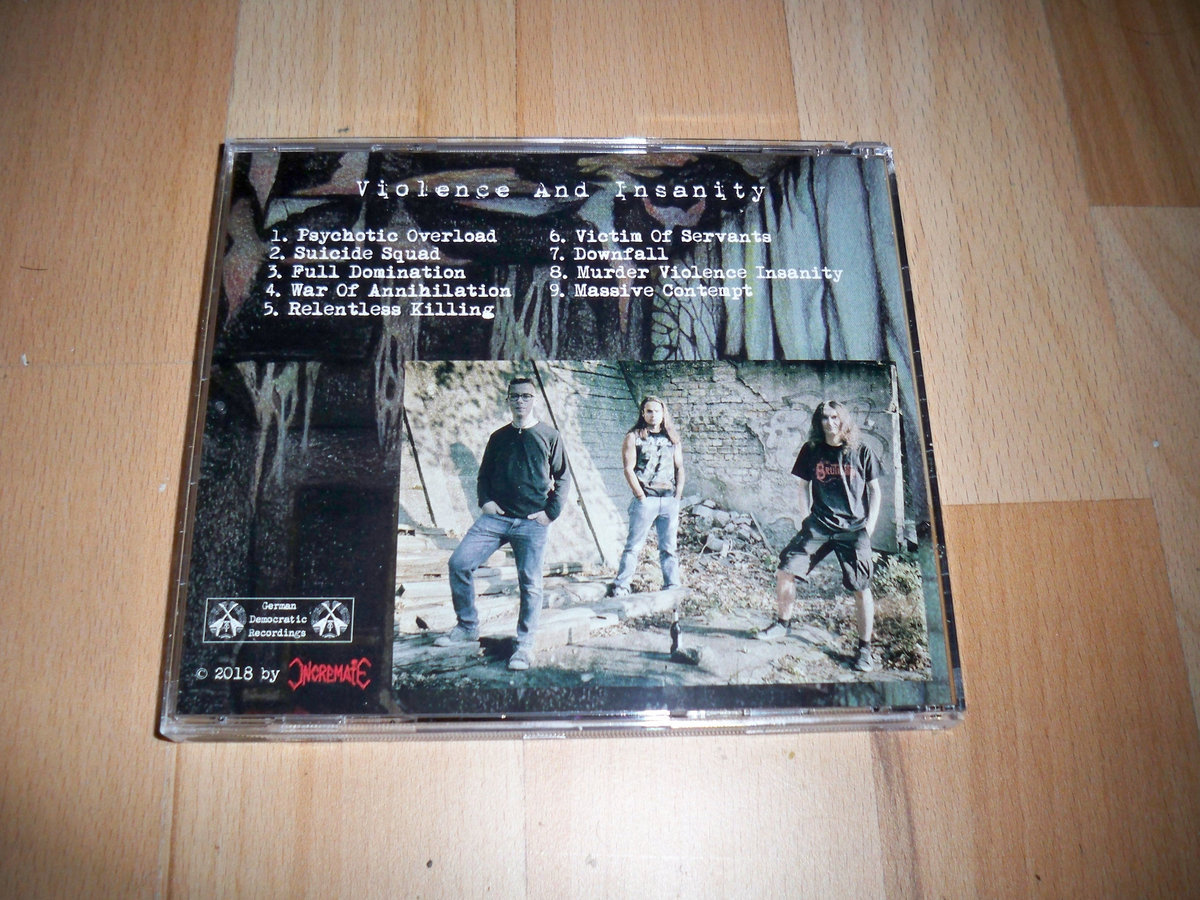 Violence And Insanity
1. Psychotic Overload
2. Suicide Squad
3. Full Domination
4. War Of Annihilation
5. Relentless Killing
6. Victim Of Servants
7. Downfall
8. Murder Violence Insanity
9. Massive Contempt
German
Democratic
Recordings
© 2018 by INCREMATE